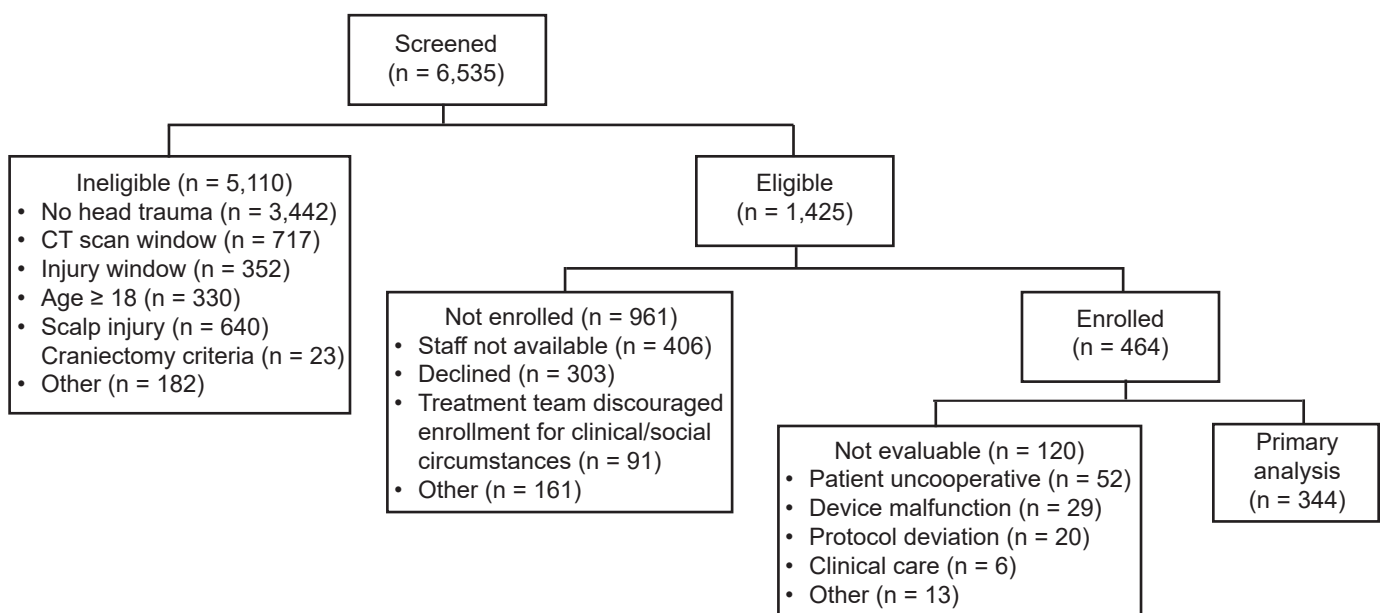 Screened
(n = 6,535)
Ineligible (n = 5,110)
• No head trauma (n = 3,442)
• CT scan window (n = 717)
• Injury window (n = 352)
• Age ≥ 18 (n = 330)
• Scalp injury (n = 640)
Craniectomy criteria (n = 23)
• Other (n = 182)
Eligible
(n = 1,425)
Not enrolled (n = 961)
• Staff not available (n = 406)
• Declined (n = 303)
• Treatment team discouraged
enrollment for clinical/social
circumstances (n = 91)
• Other (n = 161)
Enrolled
(n = 464)
Not evaluable (n = 120)
• Patient uncooperative (n = 52)
• Device malfunction (n = 29)
• Protocol deviation (n = 20)
• Clinical care (n = 6)
• Other (n = 13)
Primary
analysis
(n = 344)